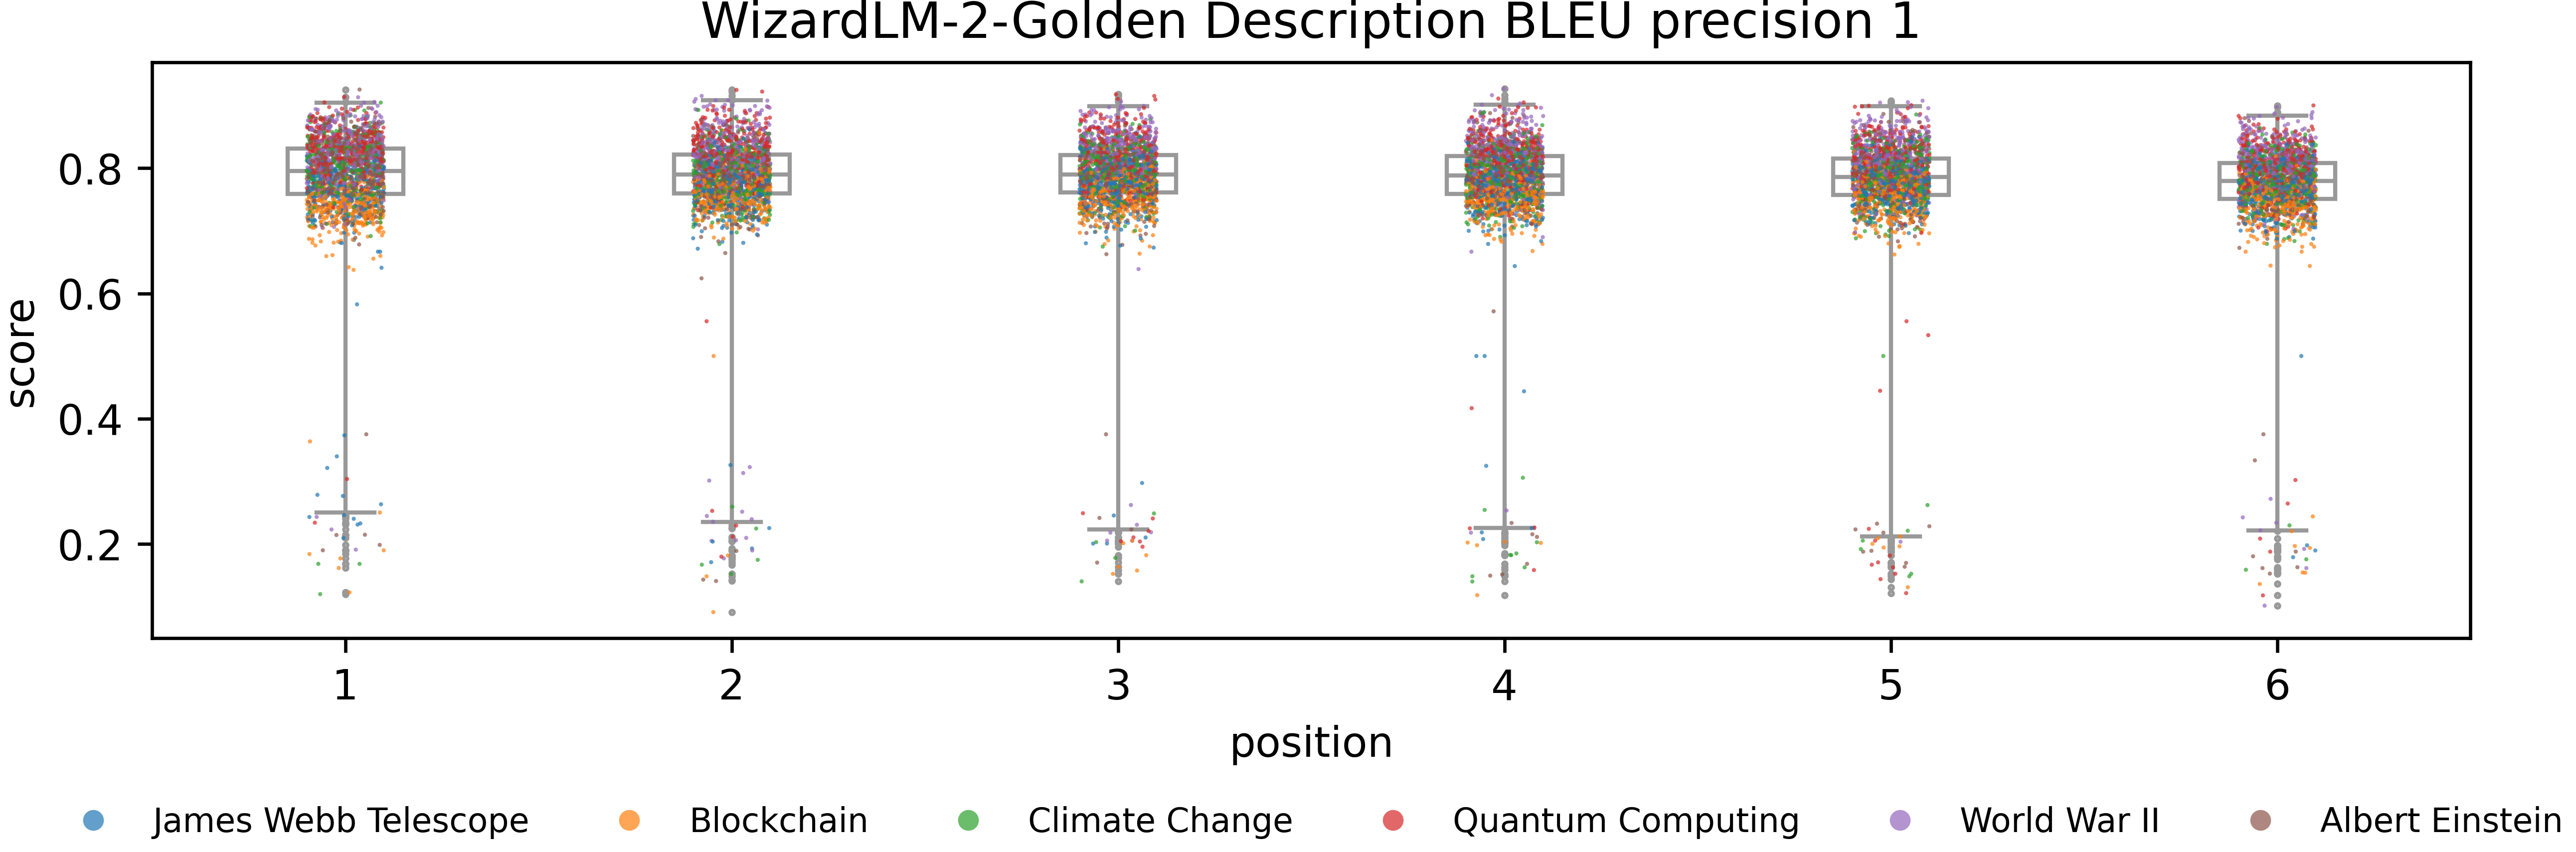 WizardLM-2-Golden Description BLEU precision 1
score
0.8
0.6
0.4
0.2
1 2 3 4 5 6
position
James Webb Telescope Blockchain Climate Change Quantum Computing World War II Albert Einstein